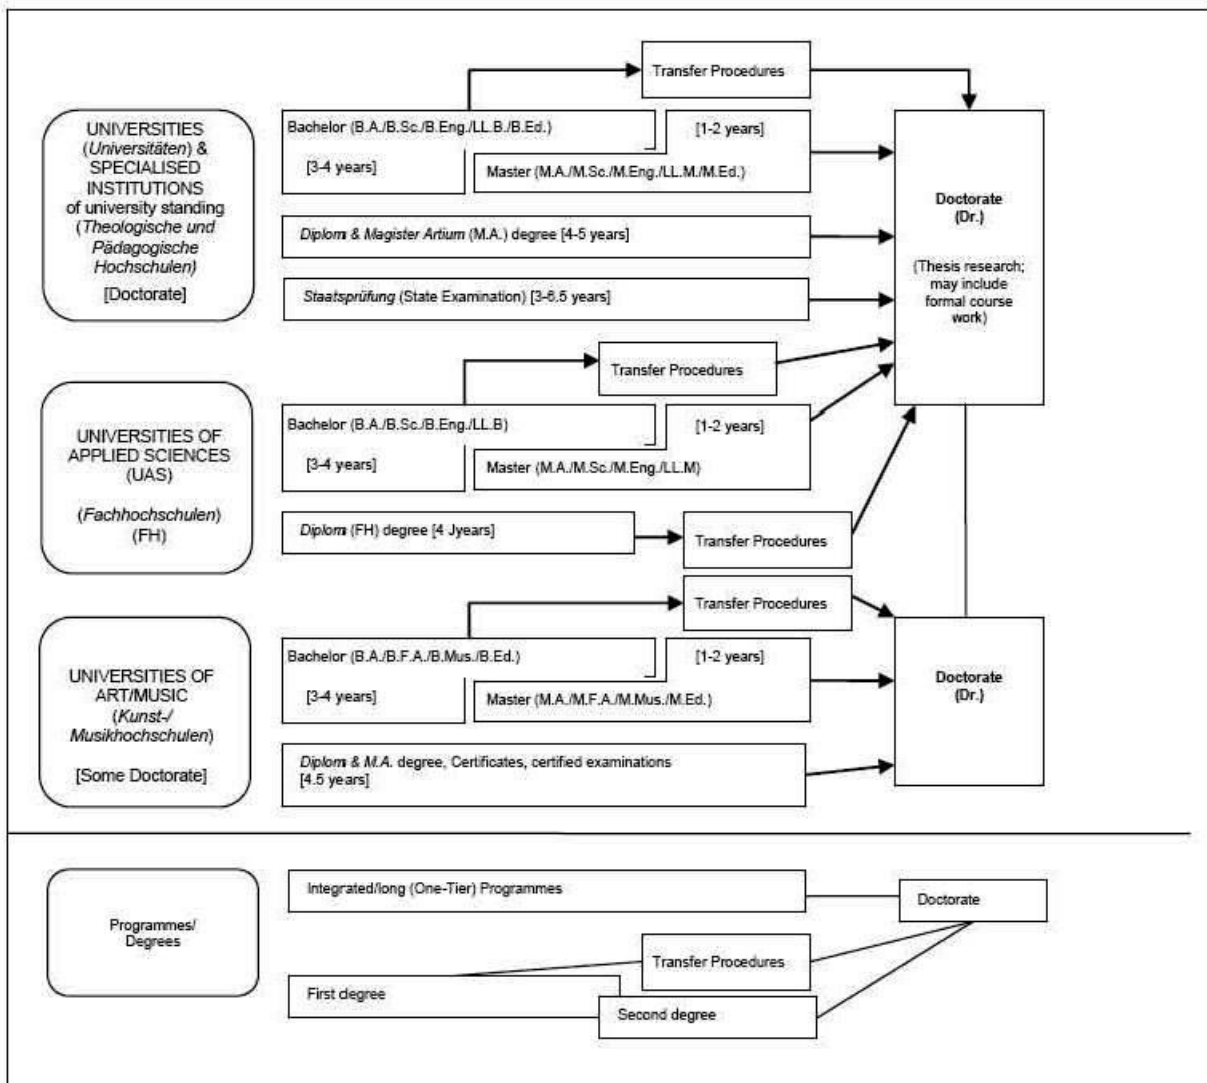 Transfer Procedures
UNIVERSITIES
(Universitäten) &
SPECIALISED
INSTITUTIONS
of university standing
(Theologische und
Pädagogische
Hochschulen)
[Doctorate]
Bachelor (B.A./B.Sc./B.Eng./LL.B./B.Ed.)
[3-4 years]
[1-2 years]
Master (M.A./M.Sc./M.Eng./LL.M./M.Ed.)
Diplom & Magister Artium (M.A.) degree [4-5 years]
Staatsprüfung (State Examination) [3-6.5 years]
Doctorate
(Dr.)
(Thesis research;
may include
formal course
work)
Transfer Procedures
UNIVERSITIES OF
APPLIED SCIENCES
(UAS)
(Fachhochschulen)
(FH)
Bachelor (B.A./B.Sc./B.Eng./LL.B)
[3-4 years]
[1-2 years]
Master (M.A./M.Sc./M.Eng./LL.M)
Diplom (FH) degree [4 Jyears]
Transfer Procedures
Transfer Procedures
UNIVERSITIES OF
ART/MUSIC
(Kunst-/
Musikhochschulen)
[Some Doctorate]
Bachelor (B.A./B.F.A./B.Mus./B.Ed.)
[3-4 years]
[1-2 years]
Master (M.A./M.F.A./M.Mus./M.Ed.)
Diplom & M.A. degree, Certificates, certified examinations
[4.5 years]
Doctorate
(Dr.)
Programmes/
Degrees
Integrated/long (One-Tier) Programmes
Doctorate
Transfer Procedures
First degree
Second degree